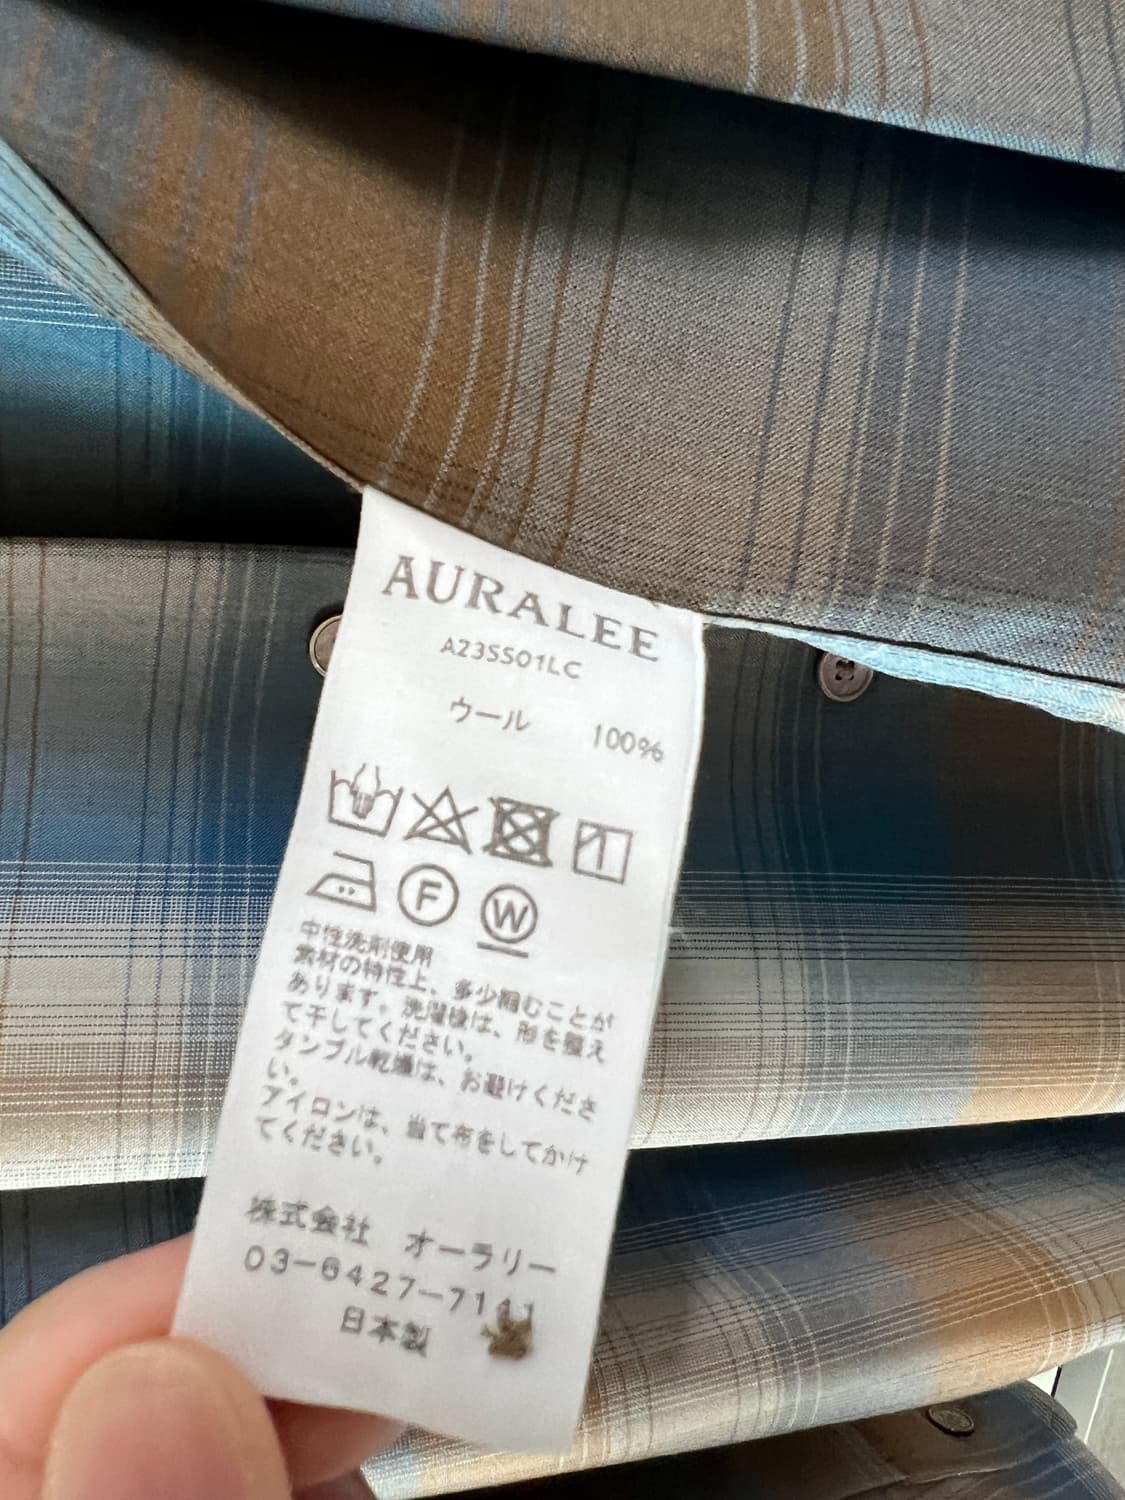 AURALEE
A23SS01LC
ウール 100%
F W
中性洗剤使用
素材の特性上、多少縮むことが
あります。洗濯後は、形を整え
て干してください。
タンブル乾燥は、お避けくださ
い。
アイロンは、当て布をしてかけ
てください。
株式会社 オーラリー
03-6427-7141
日本製